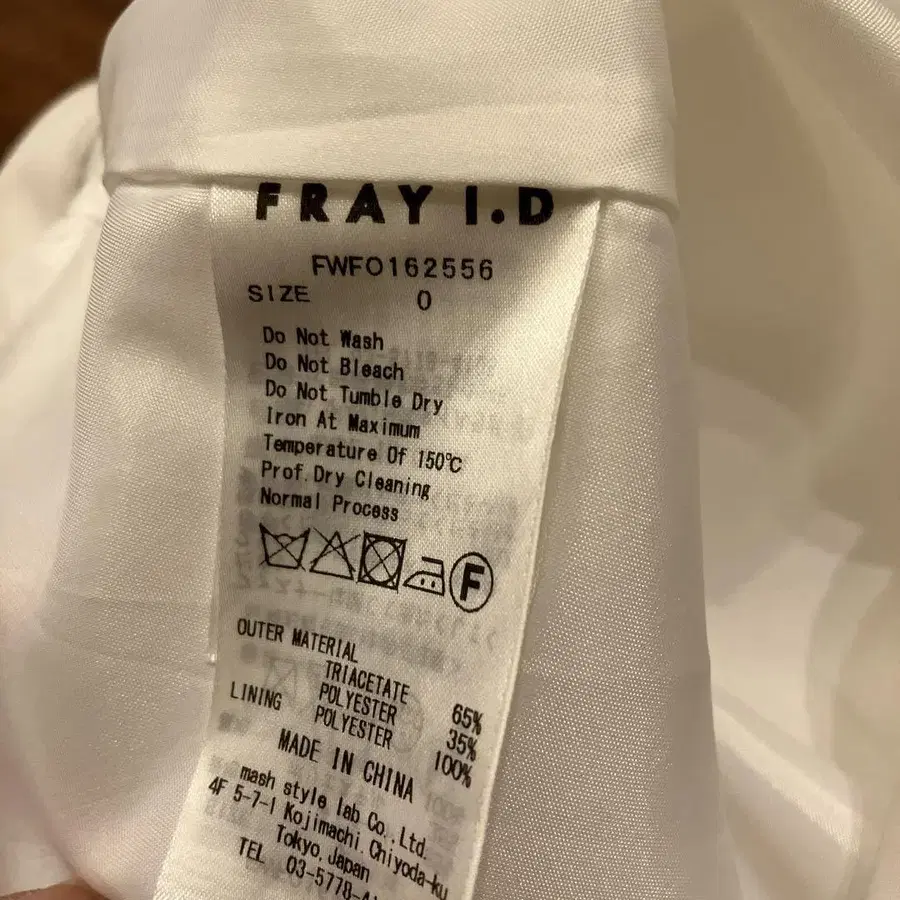 FRAY I.D
FWFO162556
SIZE 0
Do Not Wash
Do Not Bleach
Do Not Tumble Dry
Iron At Maximum
Temperature Of 150℃
Prof.Dry Cleaning
Normal Process
F
OUTER MATERIAL
TRIACETATE 65%
POLYESTER 35%
LINING POLYESTER 100%
MADE IN CHINA
mash style lab Co.,Ltd.
4F 5-7-1 Kojimachi,Chiyoda-ku
Tokyo,Japan
TEL 03-5778-4